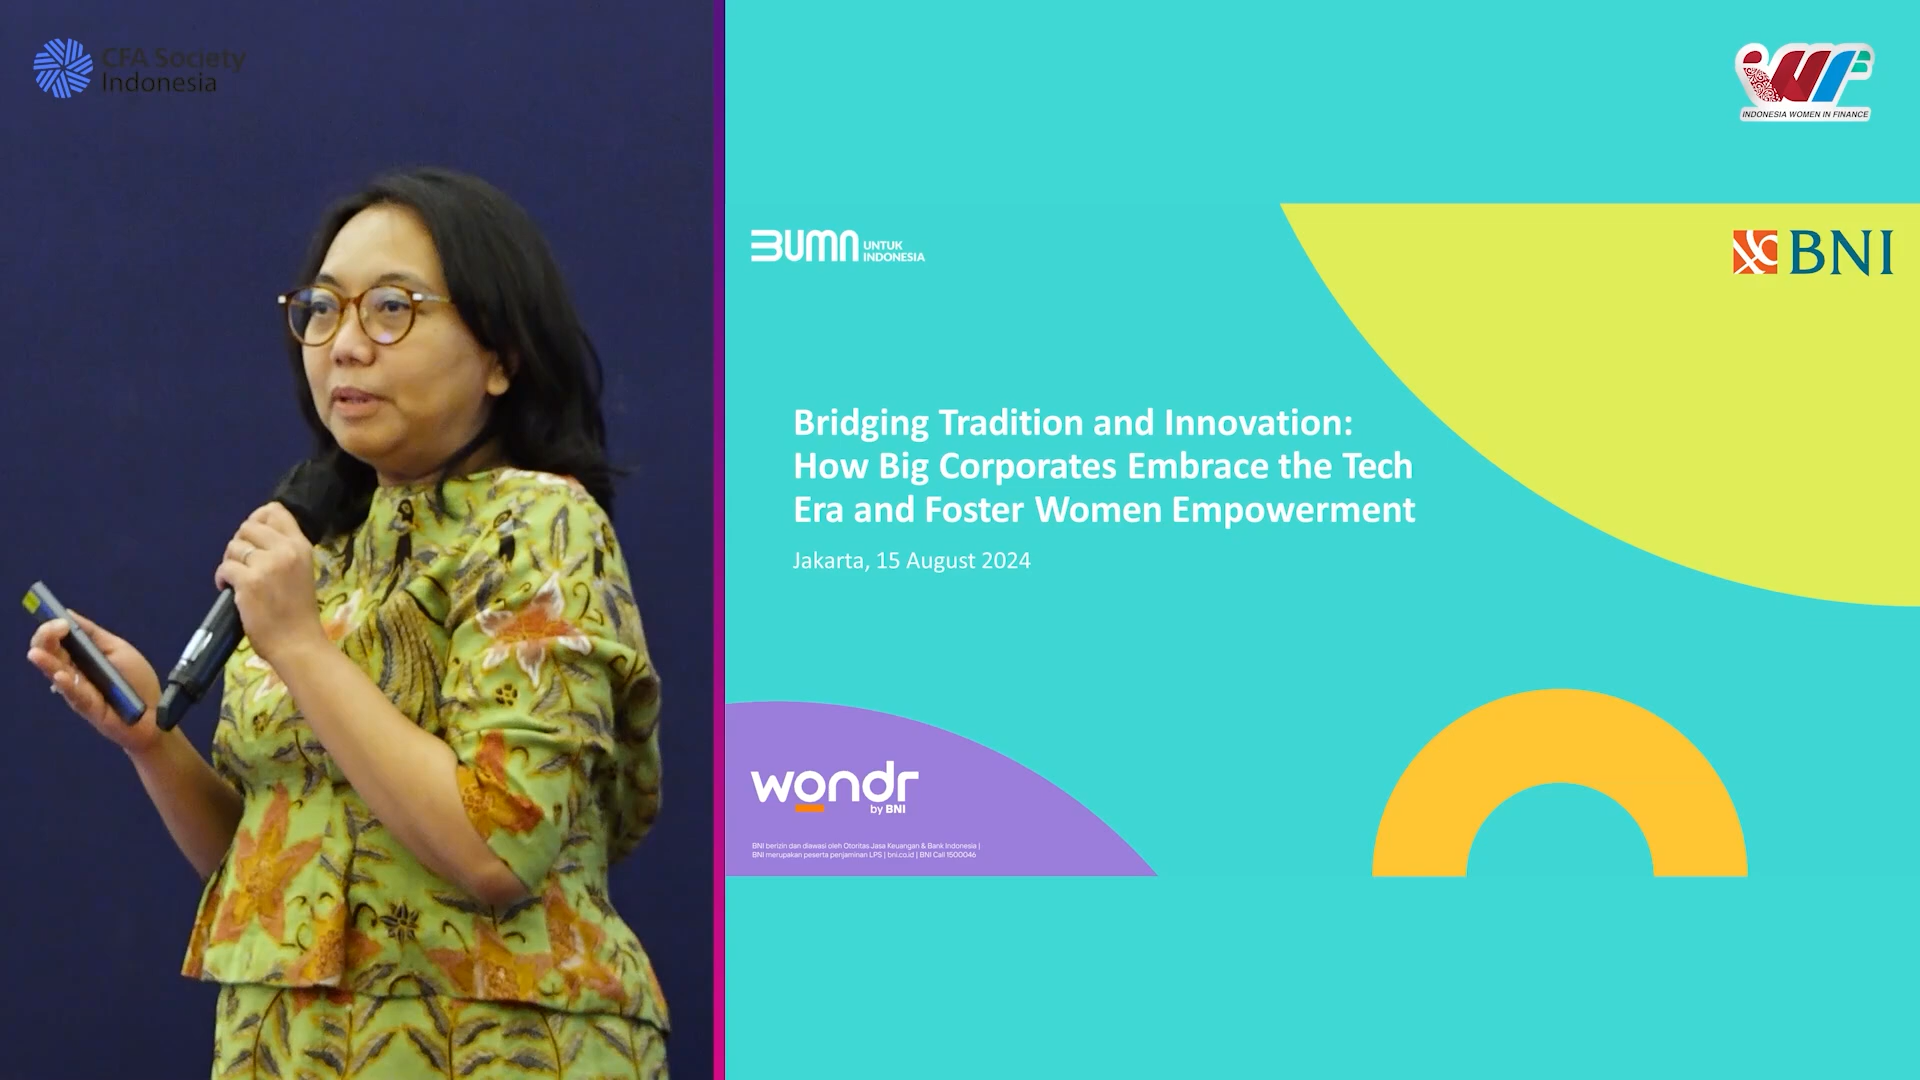 CFA Society
Indonesia
INDONESIA WOMEN IN FINANCE
BUMN UNTUK
INDONESIA
BNI
Bridging Tradition and Innovation:
How Big Corporates Embrace the Tech
Era and Foster Women Empowerment
Jakarta, 15 August 2024
wondr
by BNI
BNI berizin dan diawasi oleh Otoritas Jasa Keuangan & Bank Indonesia |
BNI merupakan peserta penjaminan LPS | bni.co.id | BNI Call 1500046